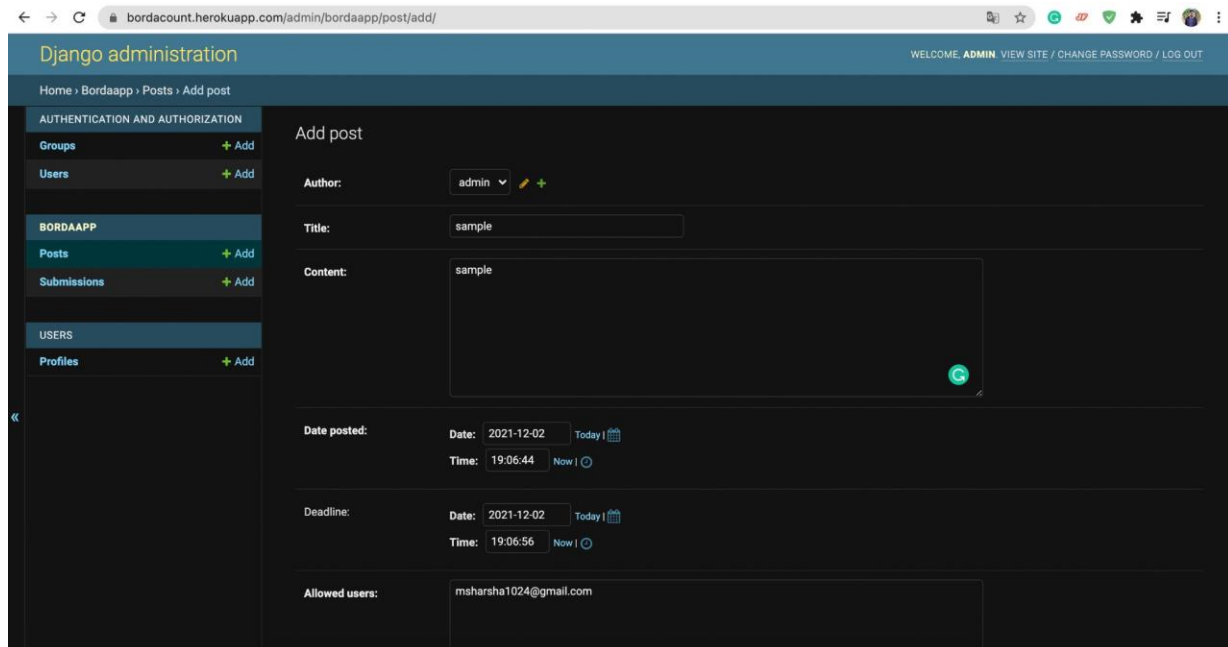 bordacount.herokuapp.com/admin/bordaapp/post/add/
Django administration
WELCOME, ADMIN. VIEW SITE / CHANGE PASSWORD / LOG OUT
Home › Bordaapp › Posts › Add post
AUTHENTICATION AND AUTHORIZATION
Groups + Add
Users + Add
BORDAAPP
Posts + Add
Submissions + Add
USERS
Profiles + Add
«
Add post
Author: admin
Title: sample
Content: sample
Date posted: Date: 2021-12-02 Today |
Time: 19:06:44 Now |
Deadline: Date: 2021-12-02 Today |
Time: 19:06:56 Now |
Allowed users: msharsha1024@gmail.com